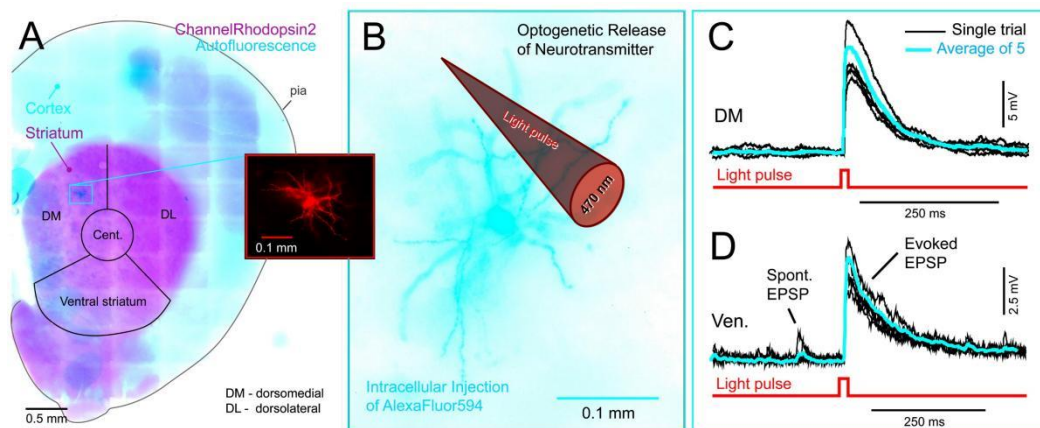 A
ChannelRhodopsin2
Autofluorescence
pia
Cortex
Striatum
DM
DL
Cent.
Ventral striatum
0.1 mm
0.5 mm
DM - dorsomedial
DL - dorsolateral
B
Optogenetic Release
of Neurotransmitter
Light pulse
470 nm
Intracellular Injection
of AlexaFluor594
0.1 mm
C
Single trial
Average of 5
DM
5 mV
Light pulse
250 ms
D
Evoked
EPSP
Spont.
EPSP
2.5 mV
Ven.
Light pulse
250 ms